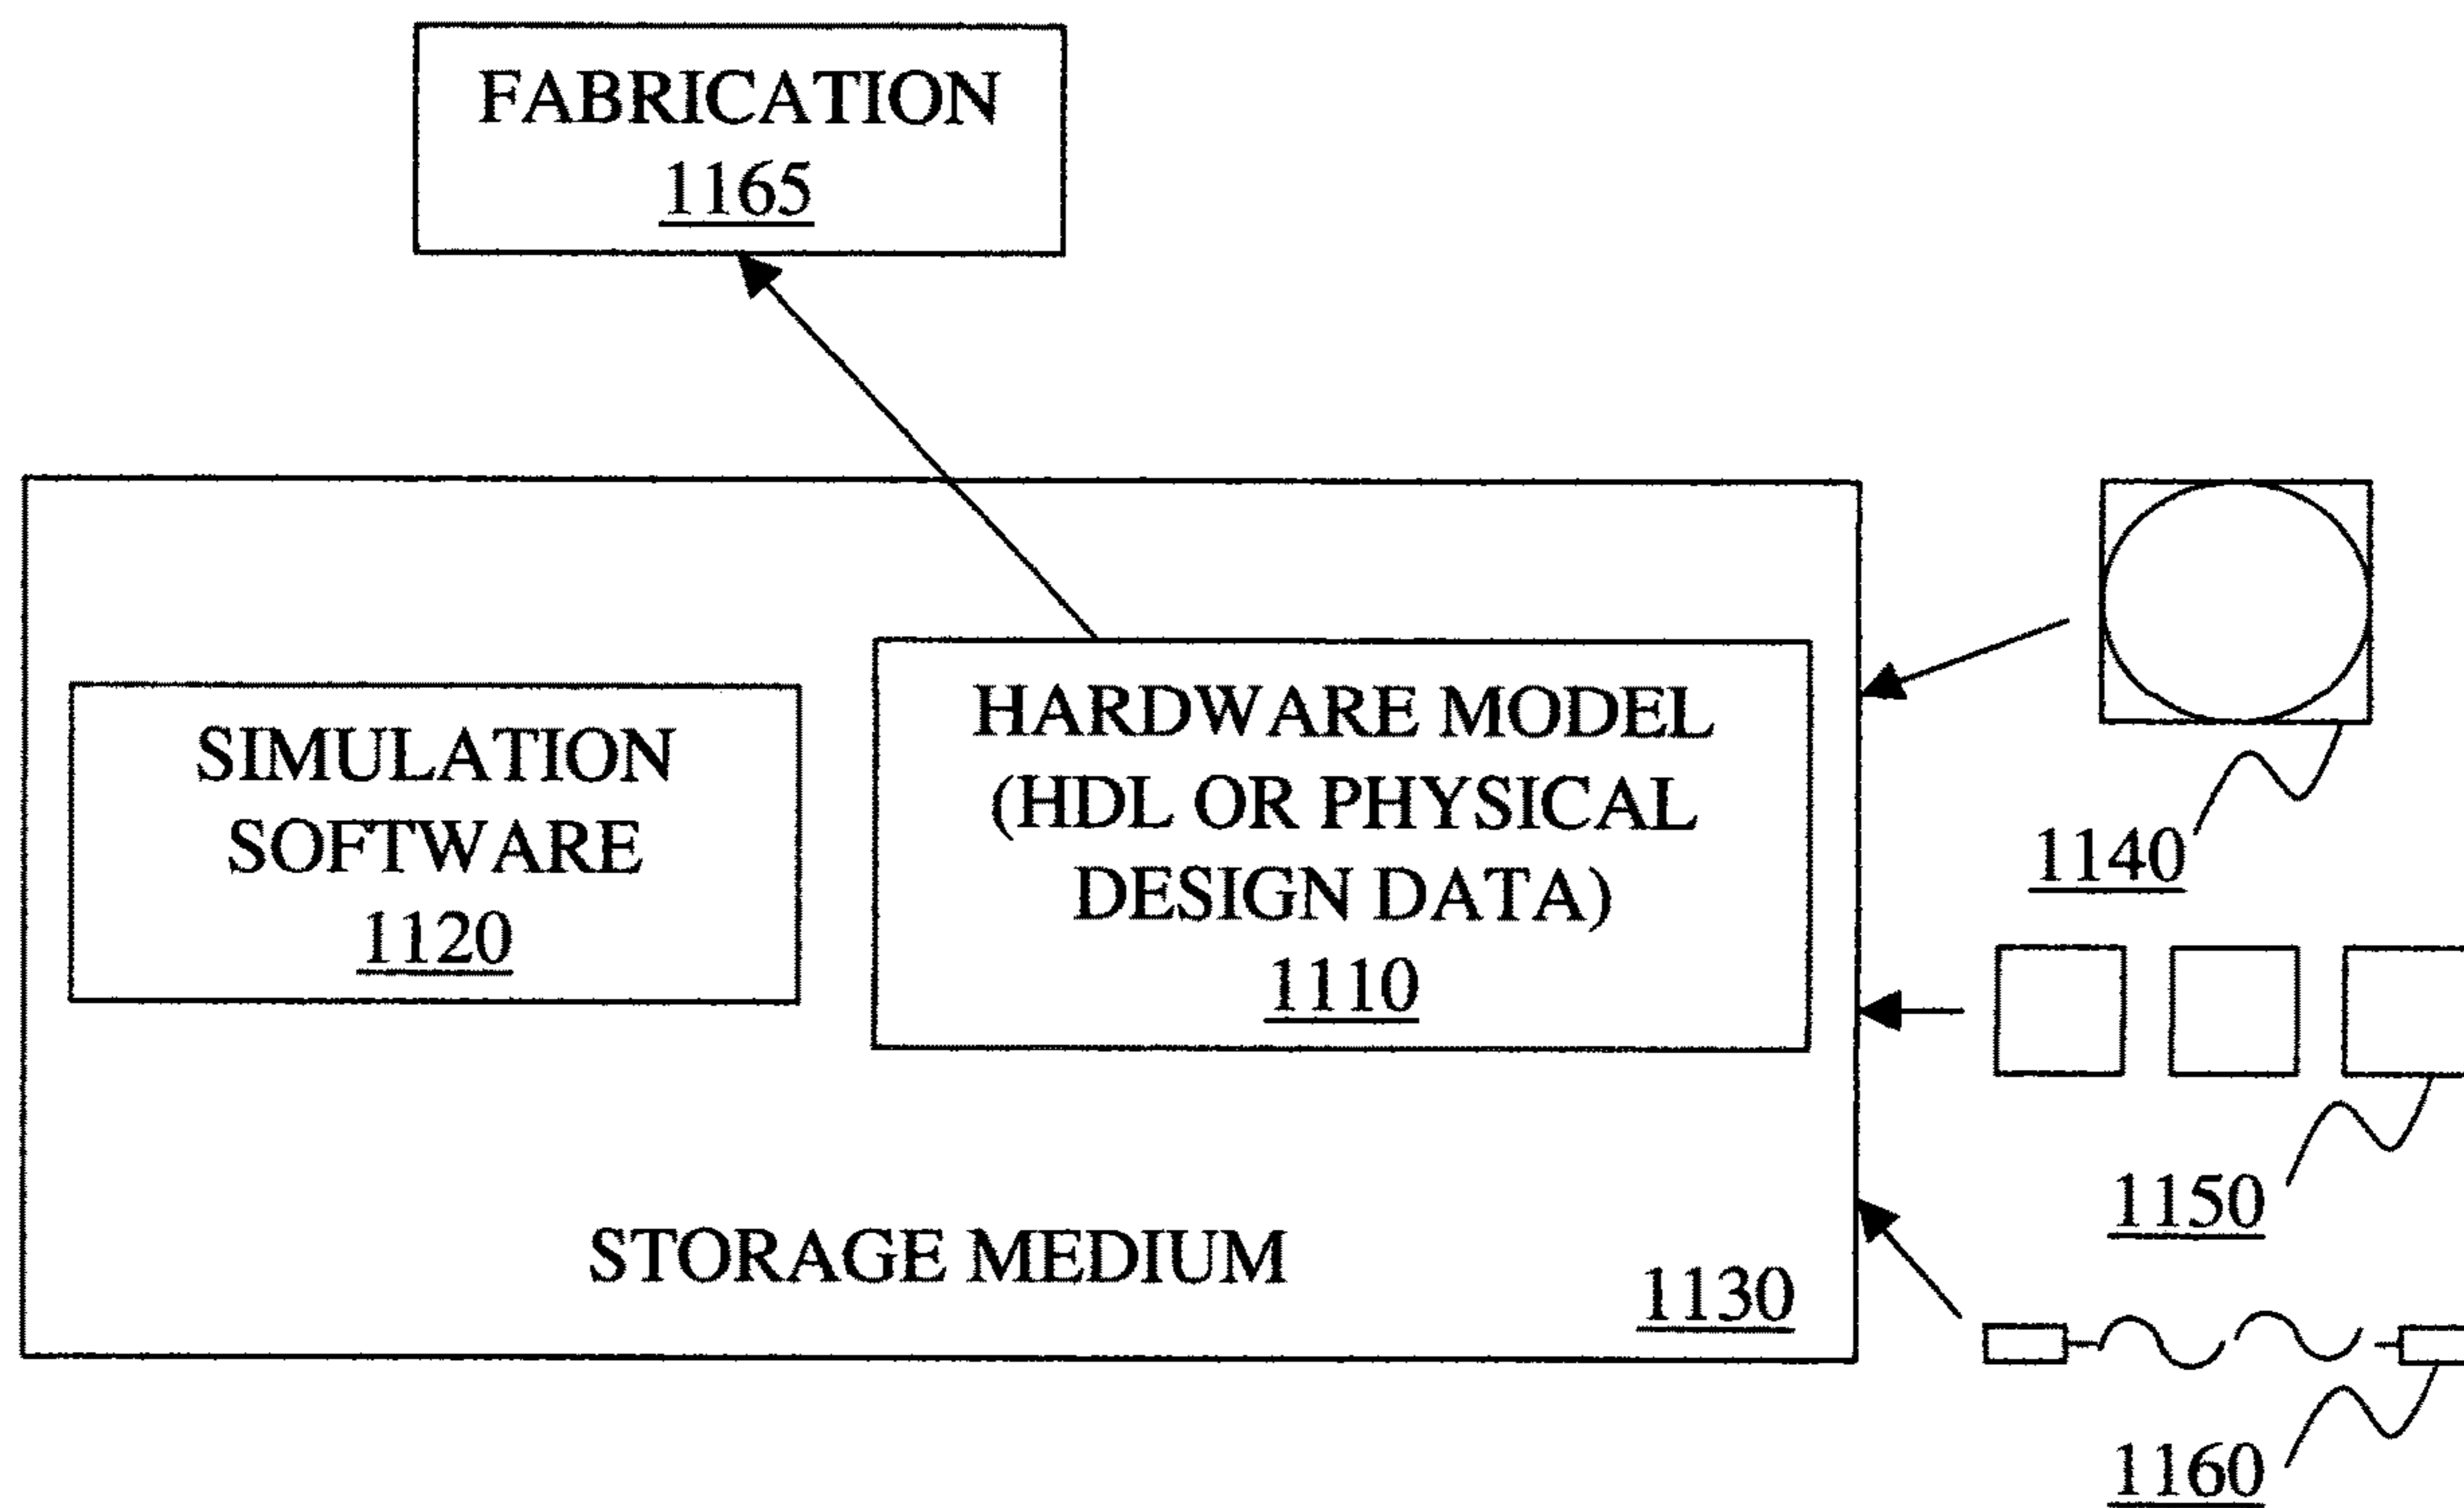 FABRICATION
1165
SIMULATION
SOFTWARE
1120
HARDWARE MODEL
(HDL OR PHYSICAL
DESIGN DATA)
1110
STORAGE MEDIUM
1130
1140
1150
1160